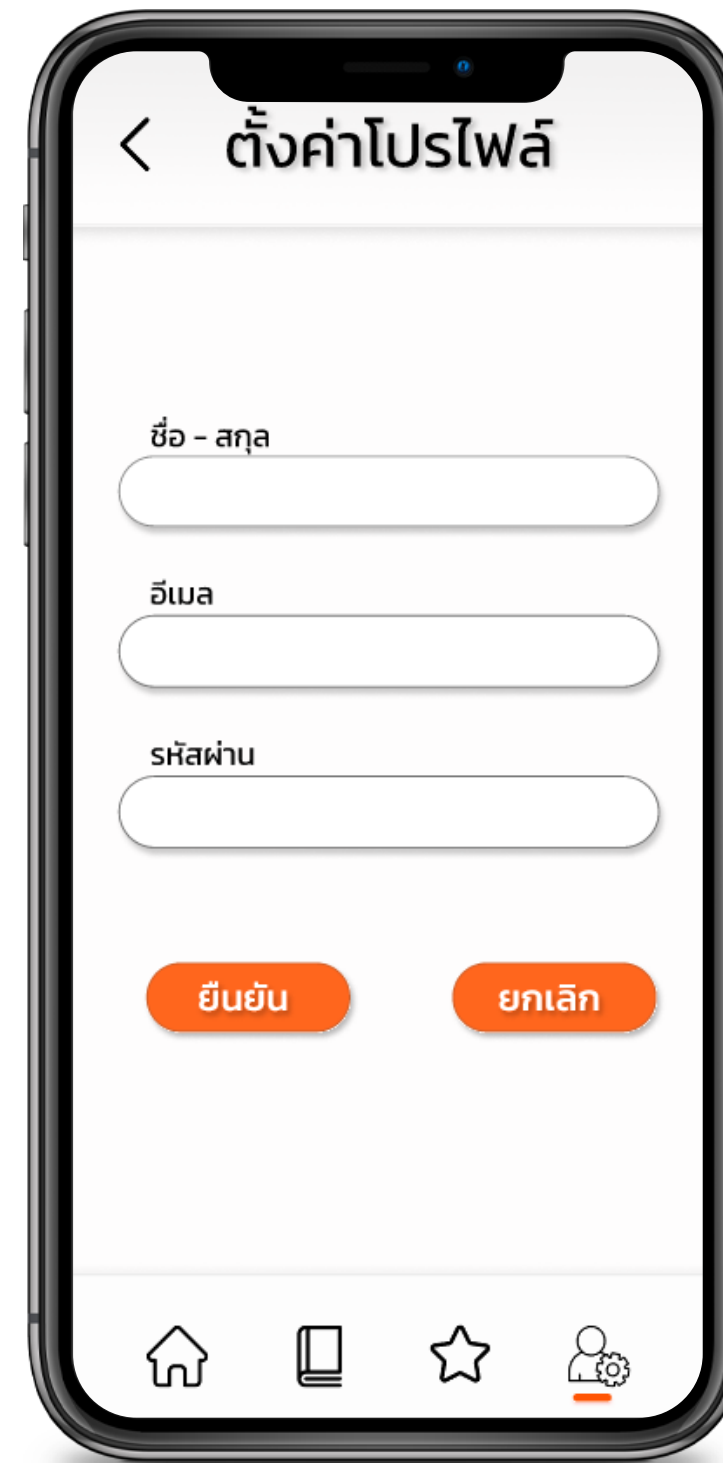 ตั้งค่าโปรไฟล์
ชื่อ - สกุล
อีเมล
รหัสผ่าน
ยืนยัน ยกเลิก